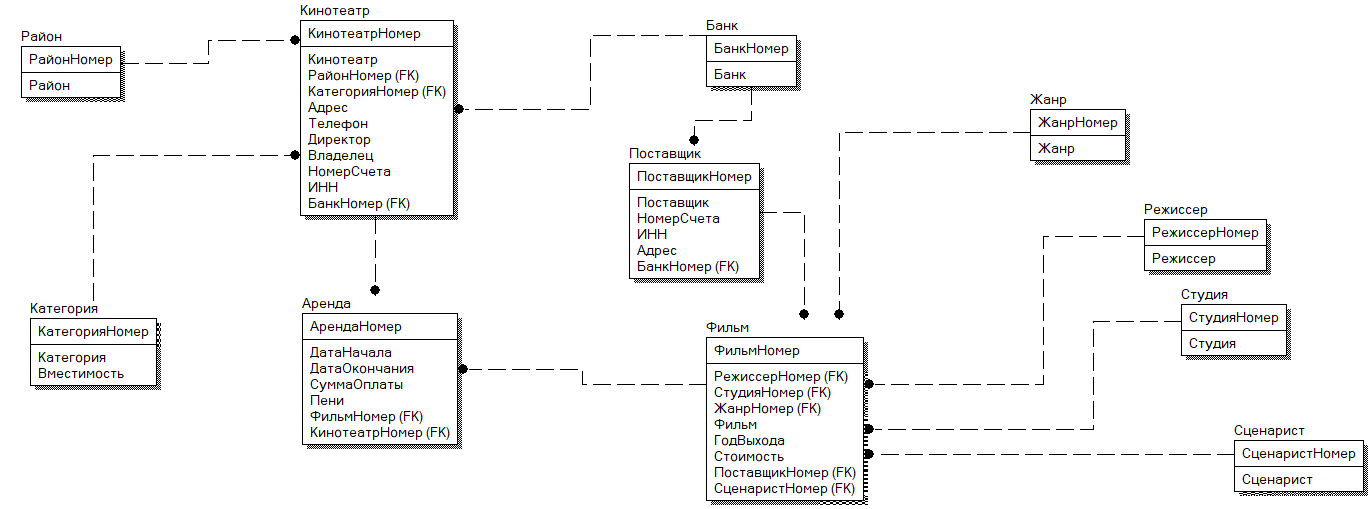 Район
РайонНомер
Район
Кинотеатр
КинотеатрНомер
Кинотеатр
РайонНомер (FK)
КатегорияНомер (FK)
Адрес
Телефон
Директор
Владелец
НомерСчета
ИНН
БанкНомер (FK)
Банк
БанкНомер
Банк
Поставщик
ПоставщикНомер
Поставщик
НомерСчета
ИНН
Адрес
БанкНомер (FK)
Жанр
ЖанрНомер
Жанр
Режиссер
РежиссерНомер
Режиссер
Категория
КатегорияНомер
Категория
Вместимость
Аренда
АрендаНомер
ДатаНачала
ДатаОкончания
СуммаОплаты
Пени
ФильмНомер (FK)
КинотеатрНомер (FK)
Фильм
ФильмНомер
РежиссерНомер (FK)
СтудияНомер (FK)
ЖанрНомер (FK)
Фильм
ГодВыхода
Стоимость
ПоставщикНомер (FK)
СценаристНомер (FK)
Студия
СтудияНомер
Студия
Сценарист
СценаристНомер
Сценарист